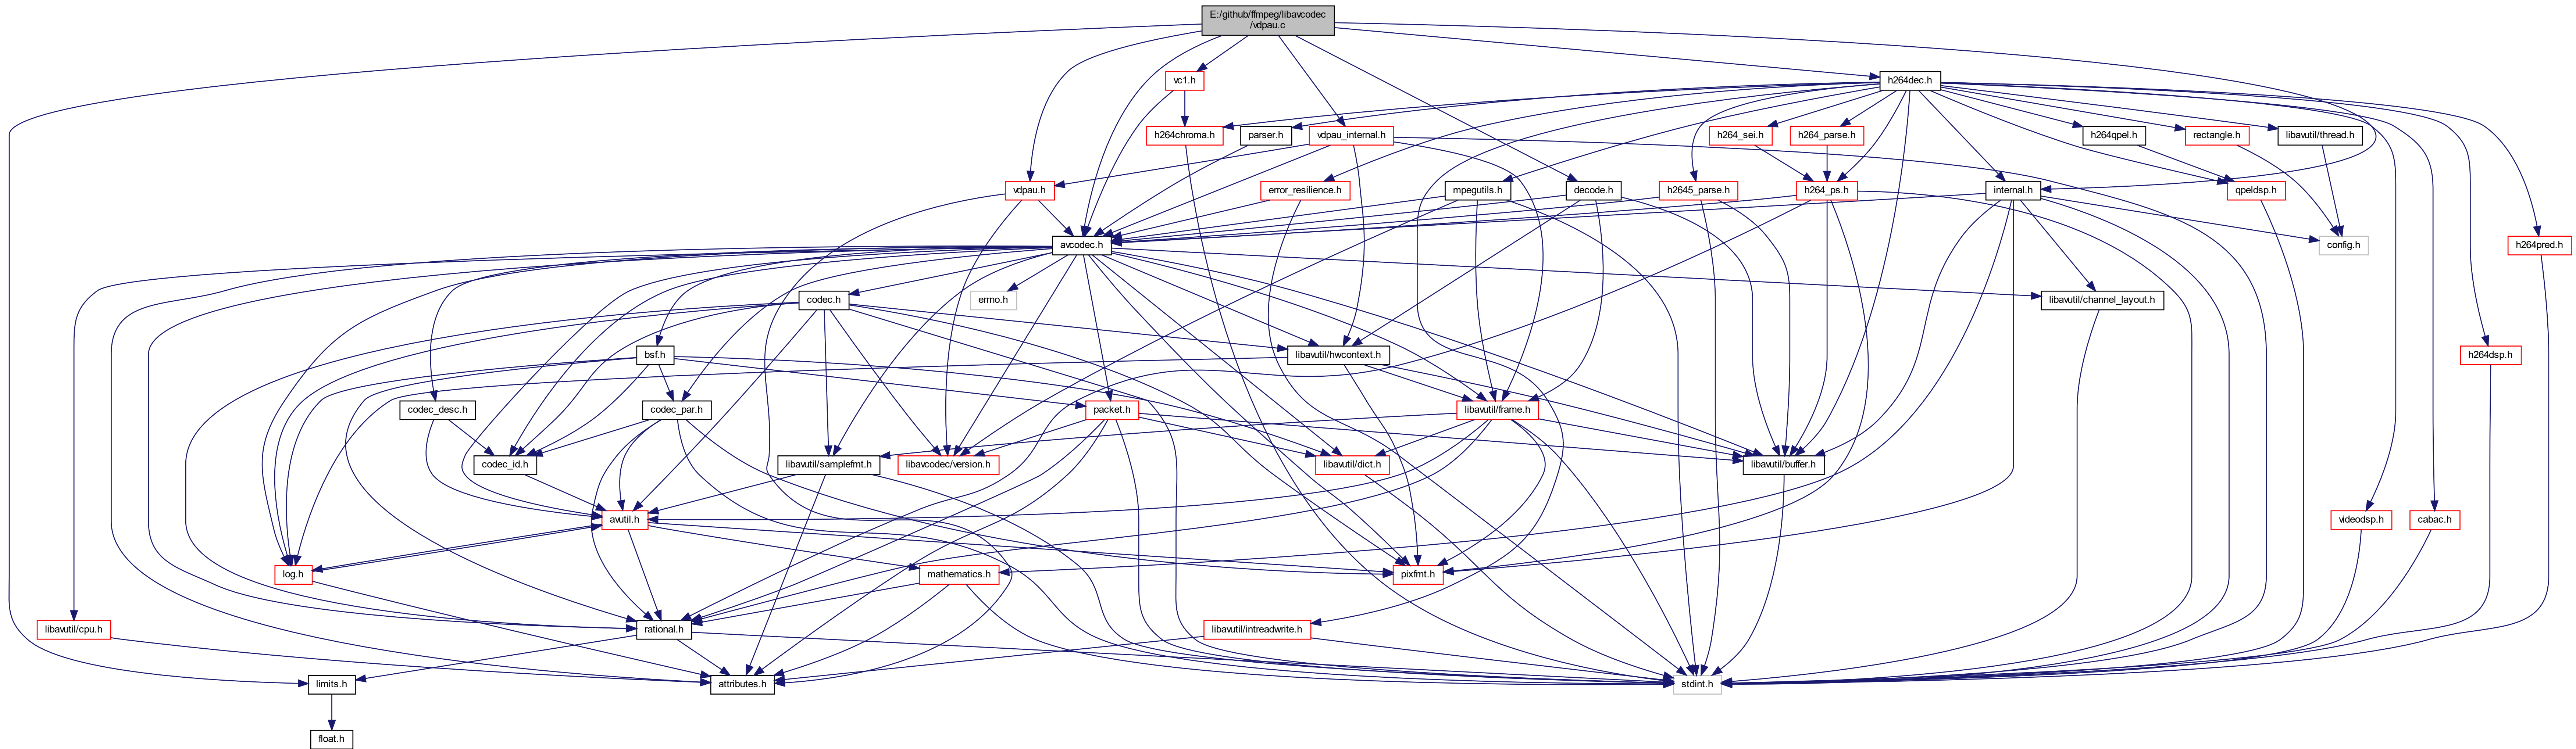 E:/github/ffmpeg/libavcodec
/vdpau.c
vc1.h
h264dec.h
h264chroma.h
parser.h
vdpau_internal.h
h264_sei.h
h264_parse.h
h264qpel.h
rectangle.h
libavutil/thread.h
vdpau.h
error_resilience.h
mpegutils.h
decode.h
h2645_parse.h
h264_ps.h
internal.h
qpeldsp.h
avcodec.h
config.h
h264pred.h
codec.h
errno.h
libavutil/channel_layout.h
bsf.h
libavutil/hwcontext.h
h264dsp.h
codec_desc.h
codec_par.h
packet.h
libavutil/frame.h
codec_id.h
libavutil/samplefmt.h
libavcodec/version.h
libavutil/dict.h
libavutil/buffer.h
avutil.h
videodsp.h
cabac.h
log.h
mathematics.h
pixfmt.h
libavutil/cpu.h
rational.h
libavutil/intreadwrite.h
limits.h
attributes.h
stdint.h
float.h